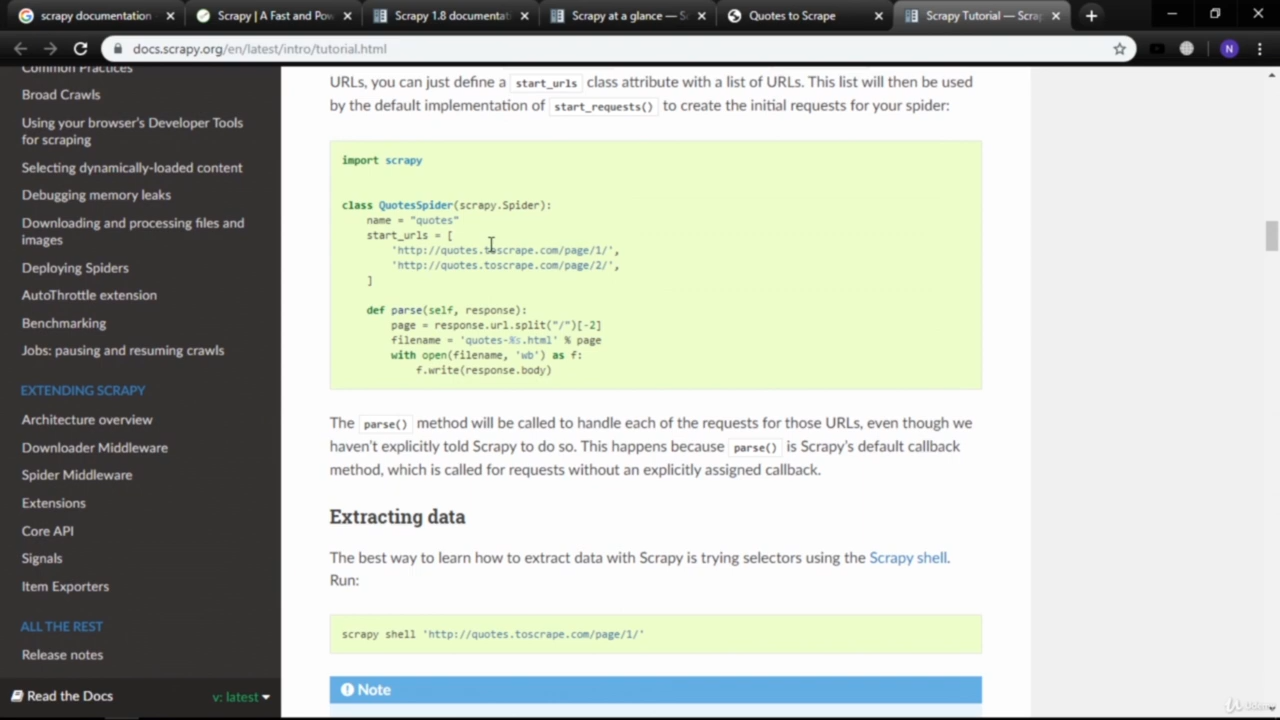 scrapy documentation
Scrapy | A Fast and Pow
Scrapy 1.8 documentat
Scrapy at a glance — Sc
Quotes to Scrape
Scrapy Tutorial — Scrap
docs.scrapy.org/en/latest/intro/tutorial.html
N
Common Practices
Broad Crawls
Using your browser's Developer Tools
for scraping
Selecting dynamically-loaded content
Debugging memory leaks
Downloading and processing files and
images
Deploying Spiders
AutoThrottle extension
Benchmarking
Jobs: pausing and resuming crawls
EXTENDING SCRAPY
Architecture overview
Downloader Middleware
Spider Middleware
Extensions
Core API
Signals
Item Exporters
ALL THE REST
Release notes
Read the Docs
v: latest
URLs, you can just define a start_urls class attribute with a list of URLs. This list will then be used
by the default implementation of start_requests() to create the initial requests for your spider:
import scrapy
class QuotesSpider(scrapy.Spider):
name = "quotes"
start_urls = [
'http://quotes.toscrape.com/page/1/',
'http://quotes.toscrape.com/page/2/',
]
def parse(self, response):
page = response.url.split("/")[-2]
filename = 'quotes-%s.html' % page
with open(filename, 'wb') as f:
f.write(response.body)
The parse() method will be called to handle each of the requests for those URLs, even though we
haven't explicitly told Scrapy to do so. This happens because parse() is Scrapy's default callback
method, which is called for requests without an explicitly assigned callback.
Extracting data
The best way to learn how to extract data with Scrapy is trying selectors using the Scrapy shell.
Run:
scrapy shell 'http://quotes.toscrape.com/page/1/'
Note
Udemy